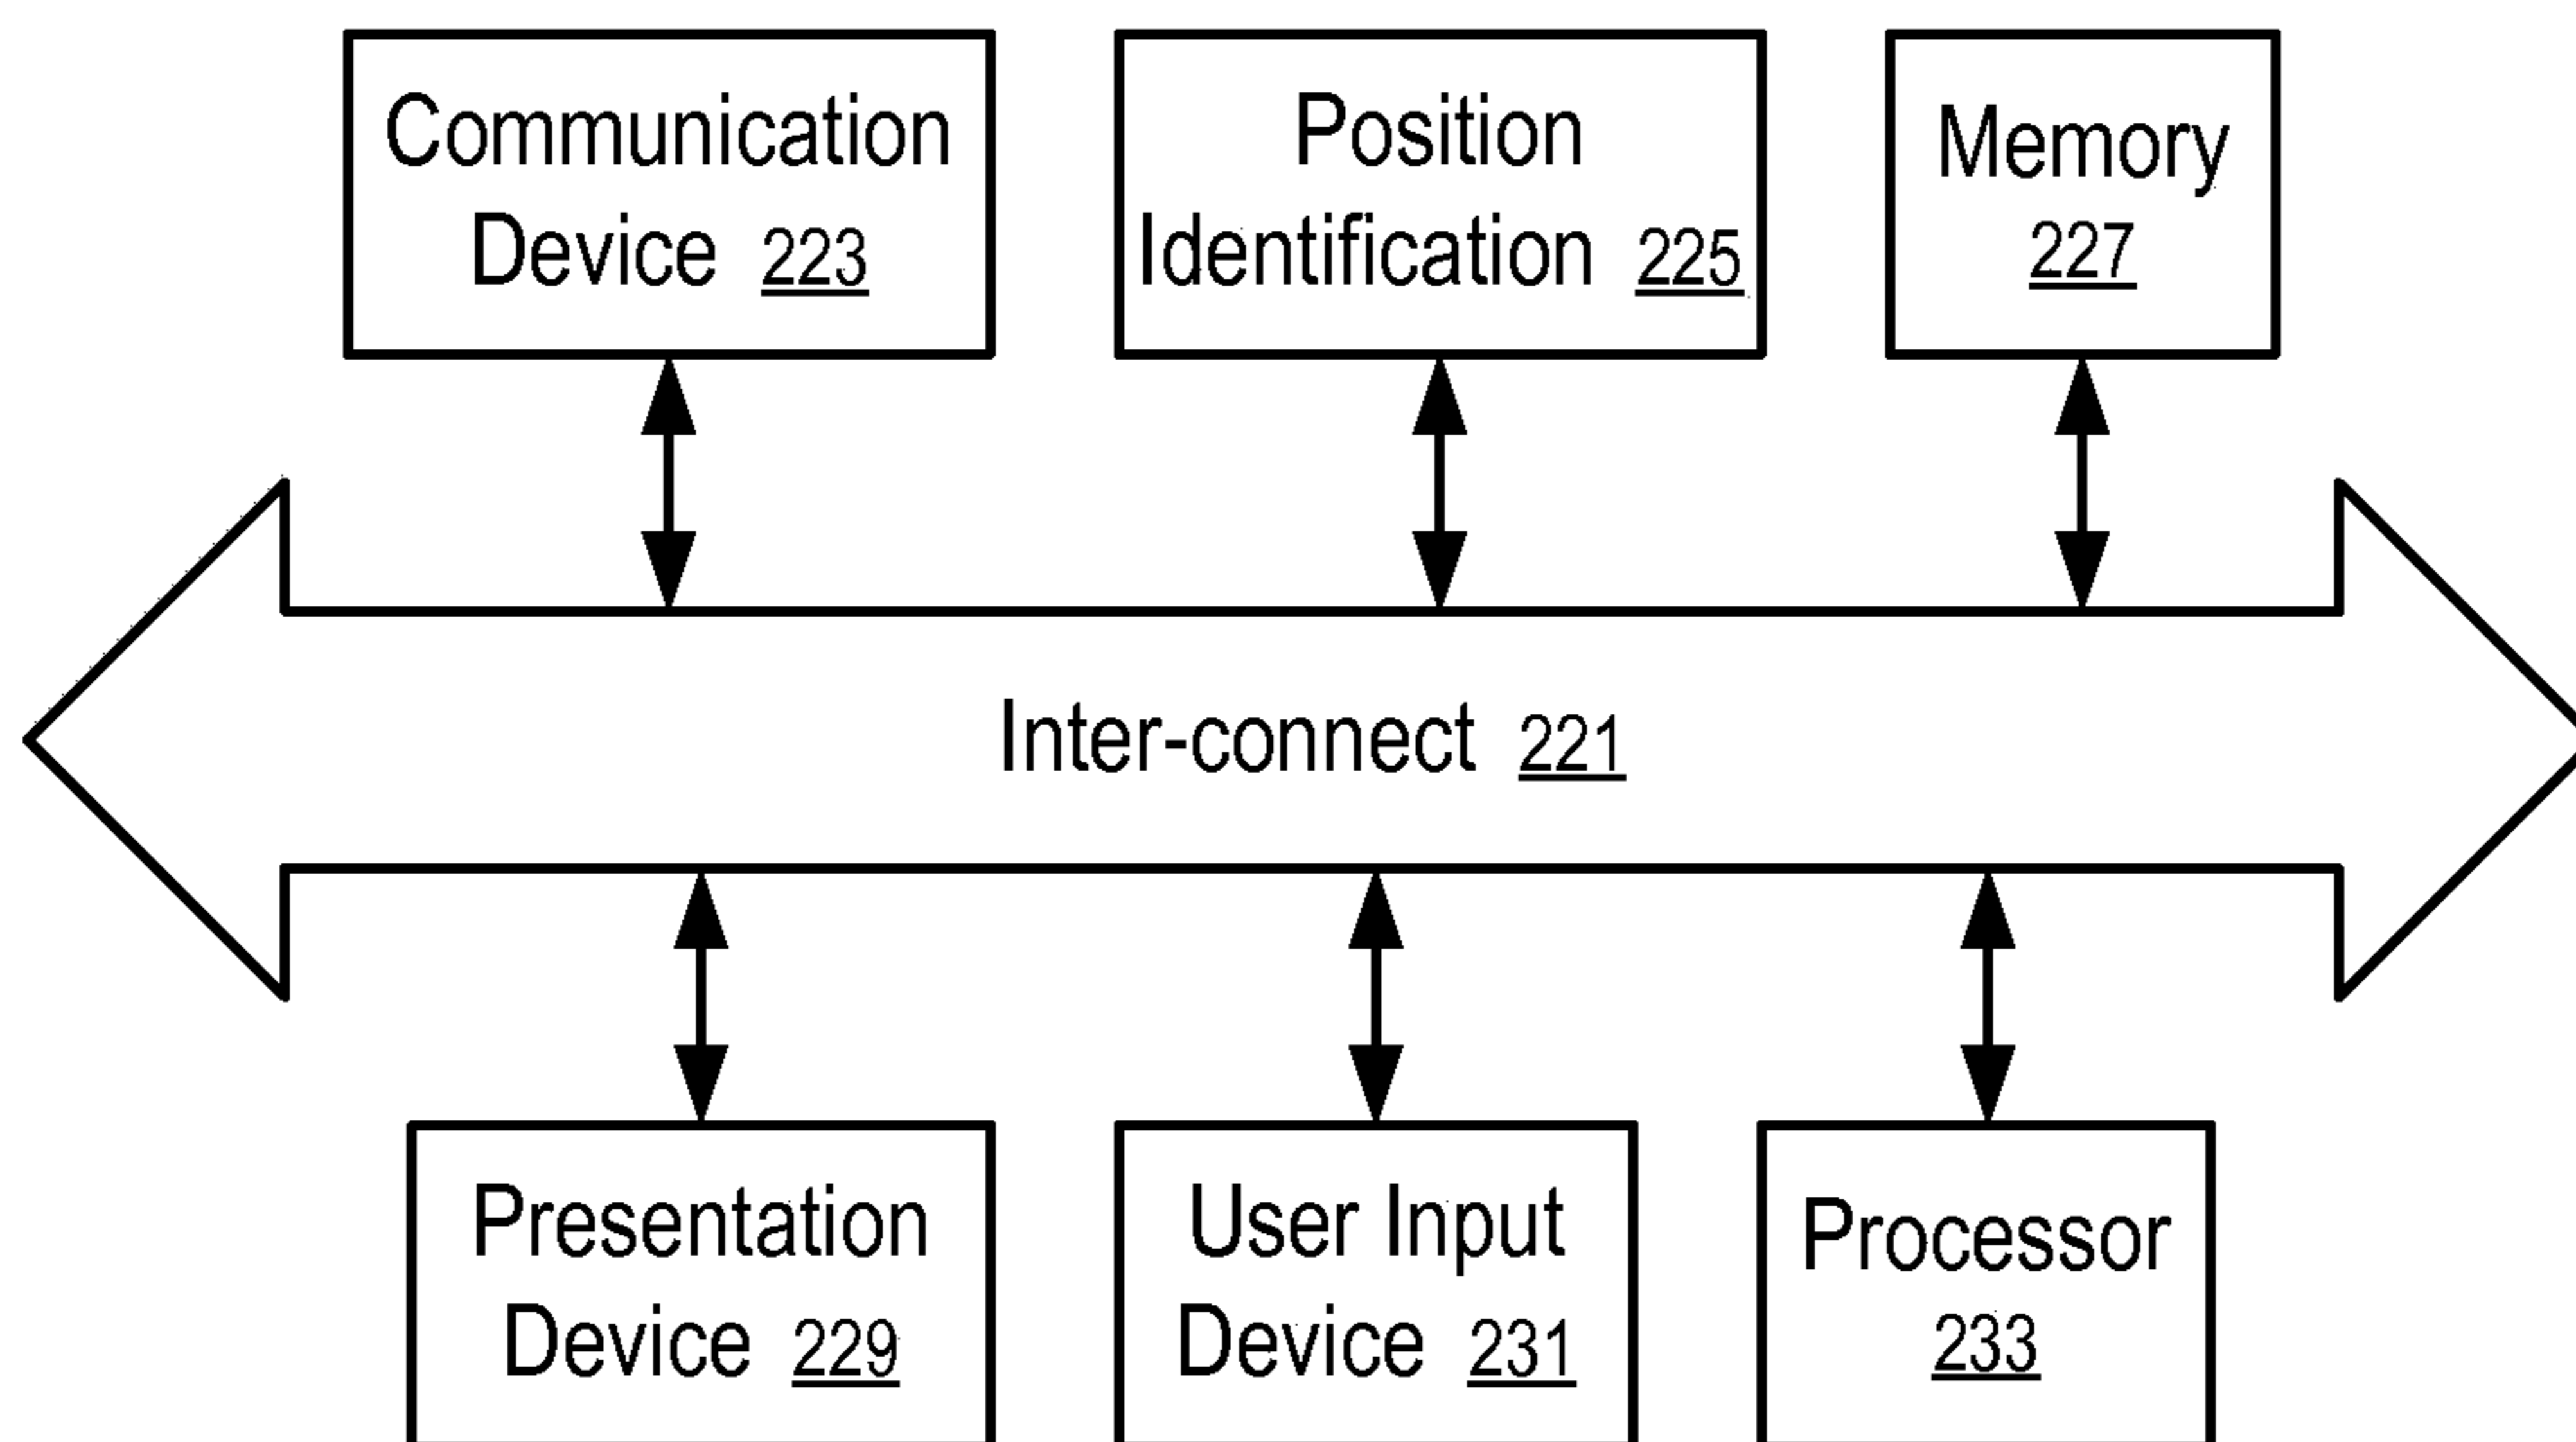 Communication
Device 223
Position
Identification 225
Memory
227
Inter-connect 221
Presentation
Device 229
User Input
Device 231
Processor
233